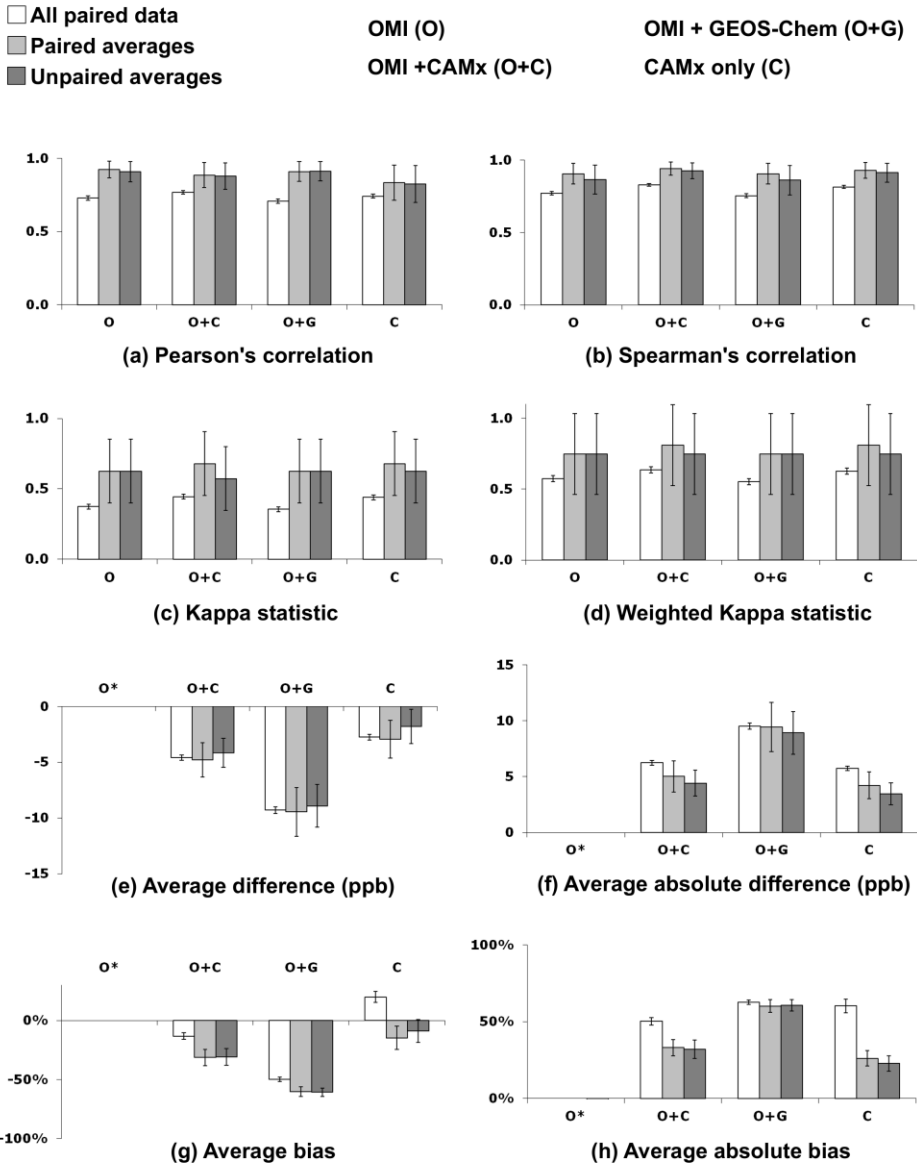 All paired data
Paired averages
Unpaired averages
OMI (O)
OMI + GEOS-Chem (O+G)
OMI +CAMx (O+C)
CAMx only (C)
1.0
0.5
0.0
O O+C O+G C
(a) Pearson's correlation
1.0
0.5
0.0
O O+C O+G C
(b) Spearman's correlation
1.0
0.5
0.0
O O+C O+G C
(c) Kappa statistic
1.0
0.5
0.0
O O+C O+G C
(d) Weighted Kappa statistic
O* O+C O+G C
0
-5
-10
-15
(e) Average difference (ppb)
15
10
5
0
O* O+C O+G C
(f) Average absolute difference (ppb)
O* O+C O+G C
0%
-50%
-100%
(g) Average bias
100%
50%
0%
O* O+C O+G C
(h) Average absolute bias